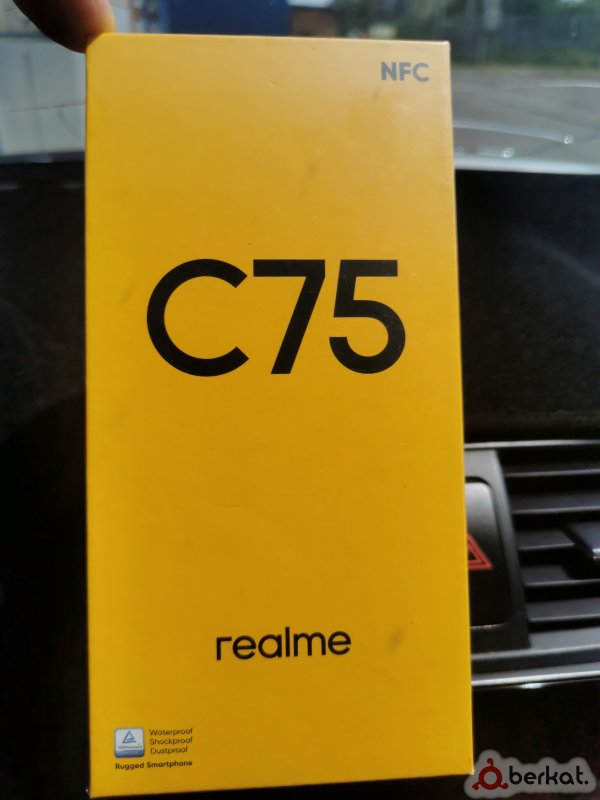 NFC
C75
realme
Waterproof
Shockproof
Dustproof
Rugged Smartphone
berkat.